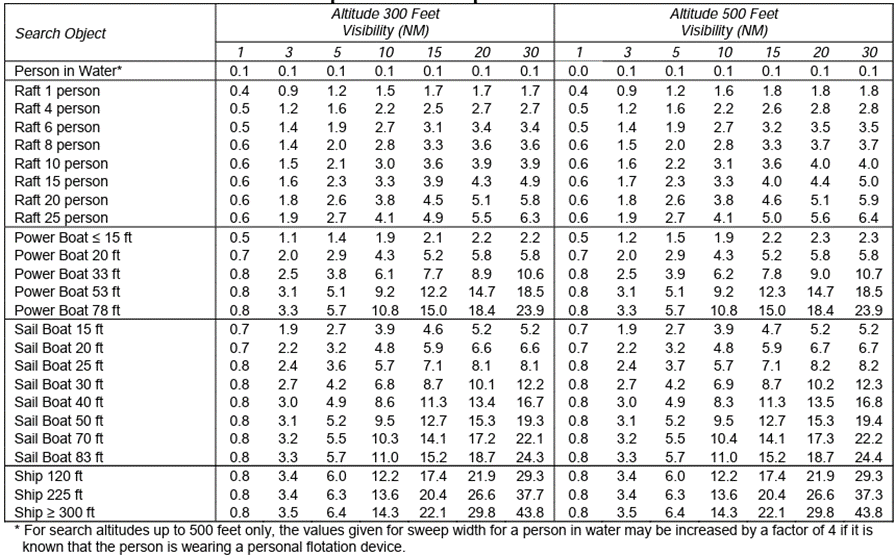 Altitude 300 Feet Altitude 500 Feet
Search Object Visibility (NM) Visibility (NM)
1 3 5 10 15 20 30 1 3 5 10 15 20 30
Person in Water* 0.1 0.1 0.1 0.1 0.1 0.1 0.1 0.0 0.1 0.1 0.1 0.1 0.1 0.1
Raft 1 person 0.4 0.9 1.2 1.5 1.7 1.7 1.7 0.4 0.9 1.2 1.6 1.8 1.8 1.8
Raft 4 person 0.5 1.2 1.6 2.2 2.5 2.7 2.7 0.5 1.2 1.6 2.2 2.6 2.8 2.8
Raft 6 person 0.5 1.4 1.9 2.7 3.1 3.4 3.4 0.5 1.4 1.9 2.7 3.2 3.5 3.5
Raft 8 person 0.6 1.4 2.0 2.8 3.3 3.6 3.6 0.6 1.5 2.0 2.8 3.3 3.7 3.7
Raft 10 person 0.6 1.5 2.1 3.0 3.6 3.9 3.9 0.6 1.6 2.2 3.1 3.6 4.0 4.0
Raft 15 person 0.6 1.6 2.3 3.3 3.9 4.3 4.9 0.6 1.7 2.3 3.3 4.0 4.4 5.0
Raft 20 person 0.6 1.8 2.6 3.8 4.5 5.1 5.8 0.6 1.8 2.6 3.8 4.6 5.1 5.9
Raft 25 person 0.6 1.9 2.7 4.1 4.9 5.5 6.3 0.6 1.9 2.7 4.1 5.0 5.6 6.4
Power Boat ≤ 15 ft 0.5 1.1 1.4 1.9 2.1 2.2 2.2 0.5 1.2 1.5 1.9 2.2 2.3 2.3
Power Boat 20 ft 0.7 2.0 2.9 4.3 5.2 5.8 5.8 0.7 2.0 2.9 4.3 5.2 5.8 5.8
Power Boat 33 ft 0.8 2.5 3.8 6.1 7.7 8.9 10.6 0.8 2.5 3.9 6.2 7.8 9.0 10.7
Power Boat 53 ft 0.8 3.1 5.1 9.2 12.2 14.7 18.5 0.8 3.1 5.1 9.2 12.3 14.7 18.5
Power Boat 78 ft 0.8 3.3 5.7 10.8 15.0 18.4 23.9 0.8 3.3 5.7 10.8 15.0 18.4 23.9
Sail Boat 15 ft 0.7 1.9 2.7 3.9 4.6 5.2 5.2 0.7 1.9 2.7 3.9 4.7 5.2 5.2
Sail Boat 20 ft 0.7 2.2 3.2 4.8 5.9 6.6 6.6 0.7 2.2 3.2 4.8 5.9 6.7 6.7
Sail Boat 25 ft 0.8 2.4 3.6 5.7 7.1 8.1 8.1 0.8 2.4 3.7 5.7 7.1 8.2 8.2
Sail Boat 30 ft 0.8 2.7 4.2 6.8 8.7 10.1 12.2 0.8 2.7 4.2 6.9 8.7 10.2 12.3
Sail Boat 40 ft 0.8 3.0 4.9 8.6 11.3 13.4 16.7 0.8 3.0 4.9 8.3 11.3 13.5 16.8
Sail Boat 50 ft 0.8 3.1 5.2 9.5 12.7 15.3 19.3 0.8 3.1 5.2 9.5 12.7 15.3 19.4
Sail Boat 70 ft 0.8 3.2 5.5 10.3 14.1 17.2 22.1 0.8 3.2 5.5 10.4 14.1 17.3 22.2
Sail Boat 83 ft 0.8 3.3 5.7 11.0 15.2 18.7 24.3 0.8 3.3 5.7 11.0 15.2 18.7 24.4
Ship 120 ft 0.8 3.4 6.0 12.2 17.4 21.9 29.3 0.8 3.4 6.0 12.2 17.4 21.9 29.3
Ship 225 ft 0.8 3.4 6.3 13.6 20.4 26.6 37.7 0.8 3.4 6.3 13.6 20.4 26.6 37.3
Ship ≥ 300 ft 0.8 3.5 6.4 14.3 22.1 29.8 43.8 0.8 3.5 6.4 14.3 22.1 29.8 43.8
* For search altitudes up to 500 feet only, the values given for sweep width for a person in water may be increased by a factor of 4 if it is
known that the person is wearing a personal flotation device.